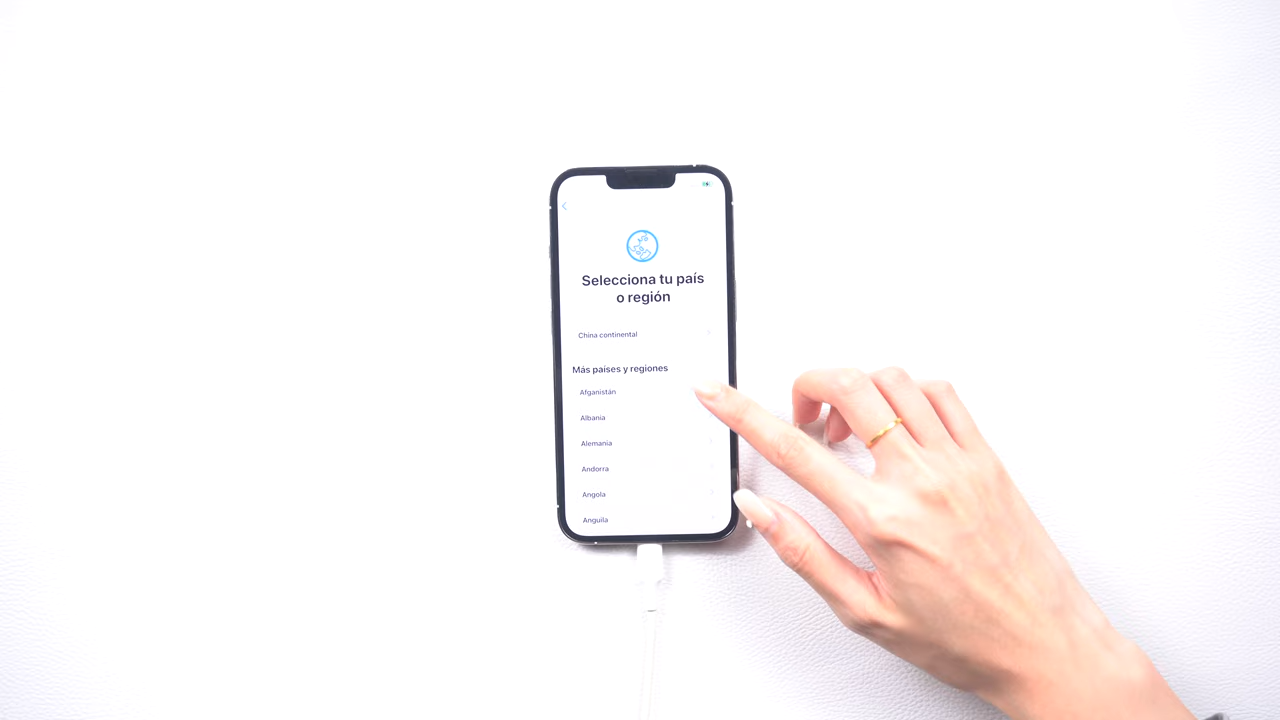 Selecciona tu país
o región
China continental
Más países y regiones
Afganistán
Albania
Alemania
Andorra
Angola
Anguila